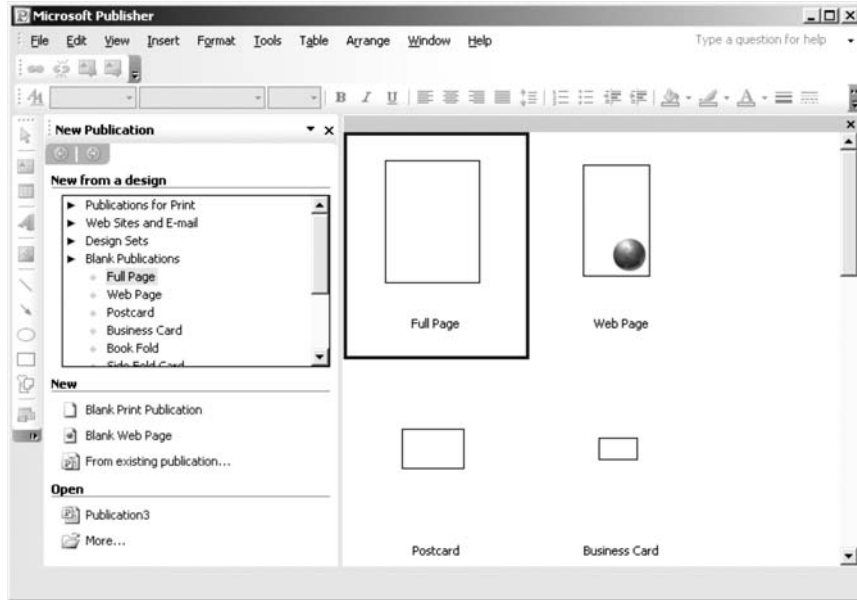 Microsoft Publisher
File Edit View Insert Format Tools Table Arrange Window Help Type a question for help
B I U A
New Publication
New from a design
Publications for Print
Web Sites and E-mail
Design Sets
Blank Publications
Full Page
Web Page
Postcard
Business Card
Book Fold
Side Fold Card
New
Blank Print Publication
Blank Web Page
From existing publication...
Open
Publication3
More...
Full Page Web Page
Postcard Business Card